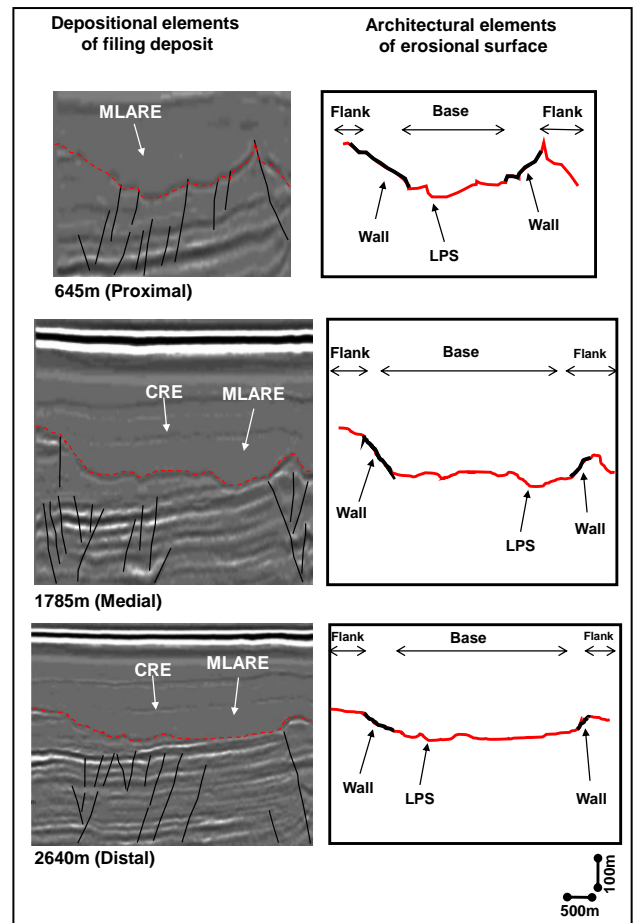 Depositional elements
of filing deposit
Architectural elements
of erosional surface
MLARE
645m (Proximal)
Flank
Base
Flank
Wall
LPS
Wall
CRE
MLARE
1785m (Medial)
Flank
Base
Flank
Wall
LPS
Wall
CRE
MLARE
2640m (Distal)
Flank
Base
Flank
Wall
LPS
Wall
100m
500m